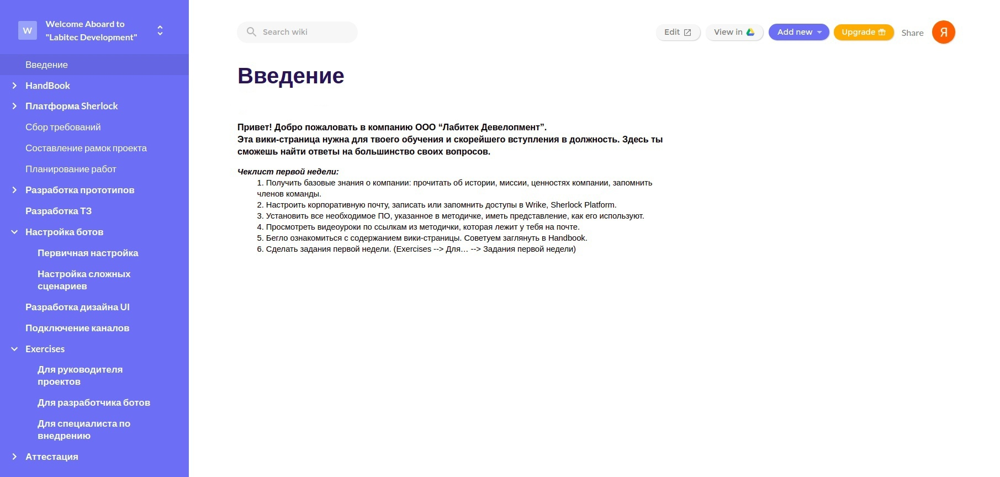 W
Welcome Aboard to
"Labitec Development"
Введение
HandBook
Платформа Sherlock
Сбор требований
Составление рамок проекта
Планирование работ
Разработка прототипов
Разработка ТЗ
Настройка ботов
Первичная настройка
Настройка сложных
сценариев
Разработка дизайна UI
Подключение каналов
Exercises
Для руководителя
проектов
Для разработчика ботов
Для специалиста по
внедрению
Аттестация
Search wiki
Edit
View in
Add new
Upgrade
Share
Я
Введение
Привет! Добро пожаловать в компанию ООО “Лабитек Девелопмент”.
Эта вики-страница нужна для твоего обучения и скорейшего вступления в должность. Здесь ты
сможешь найти ответы на большинство своих вопросов.
Чеклист первой недели:
1. Получить базовые знания о компании: прочитать об истории, миссии, ценностях компании, запомнить
членов команды.
2. Настроить корпоративную почту, записать или запомнить доступы в Wrike, Sherlock Platform.
3. Установить все необходимое ПО, указанное в методичке, иметь представление, как его используют.
4. Просмотреть видеоуроки по ссылкам из методички, которая лежит у тебя на почте.
5. Бегло ознакомиться с содержанием вики-страницы. Советуем заглянуть в Handbook.
6. Сделать задания первой недели. (Exercises --> Для… --> Задания первой недели)